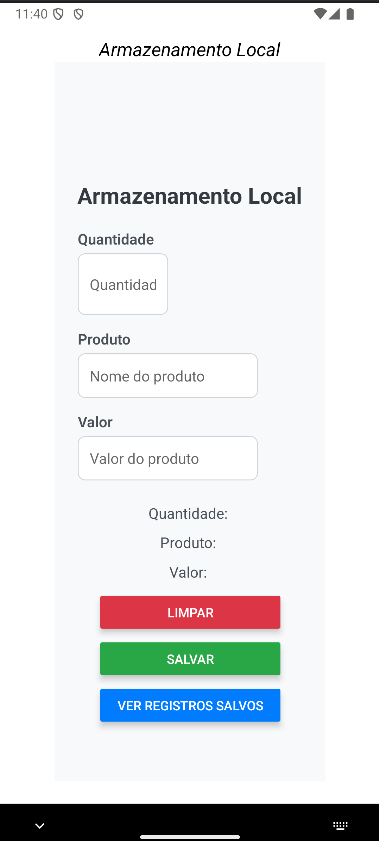 11:40
Armazenamento Local
Armazenamento Local
Quantidade
Quantidad
Produto
Nome do produto
Valor
Valor do produto
Quantidade:
Produto:
Valor:
LIMPAR
SALVAR
VER REGISTROS SALVOS